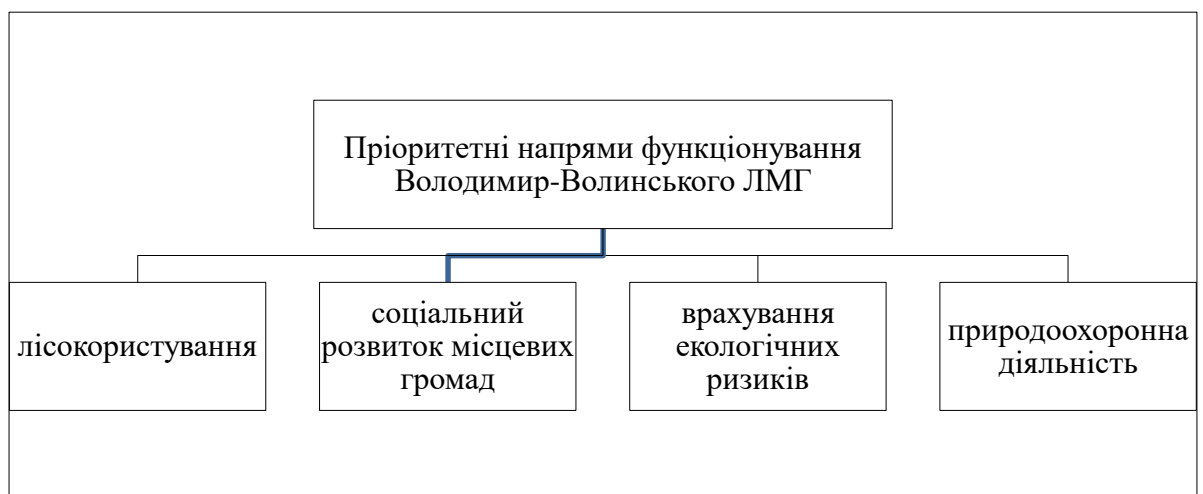 Пріоритетні напрями функціонування
Володимир-Волинського ЛМГ
лісокористування
соціальний
розвиток місцевих
громад
врахування
екологічних
ризиків
природоохоронна
діяльність